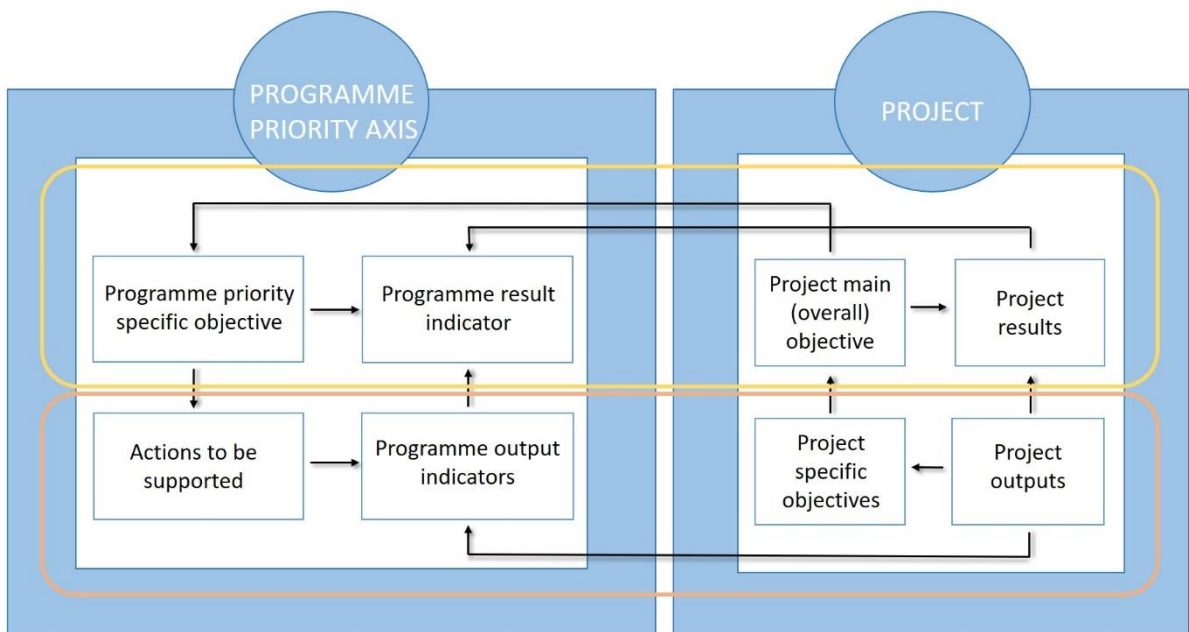 PROGRAMME
PRIORITY AXIS
PROJECT
Programme priority
specific objective
Programme result
indicator
Project main
(overall)
objective
Project
results
Actions to be
supported
Programme output
indicators
Project
specific
objectives
Project
outputs